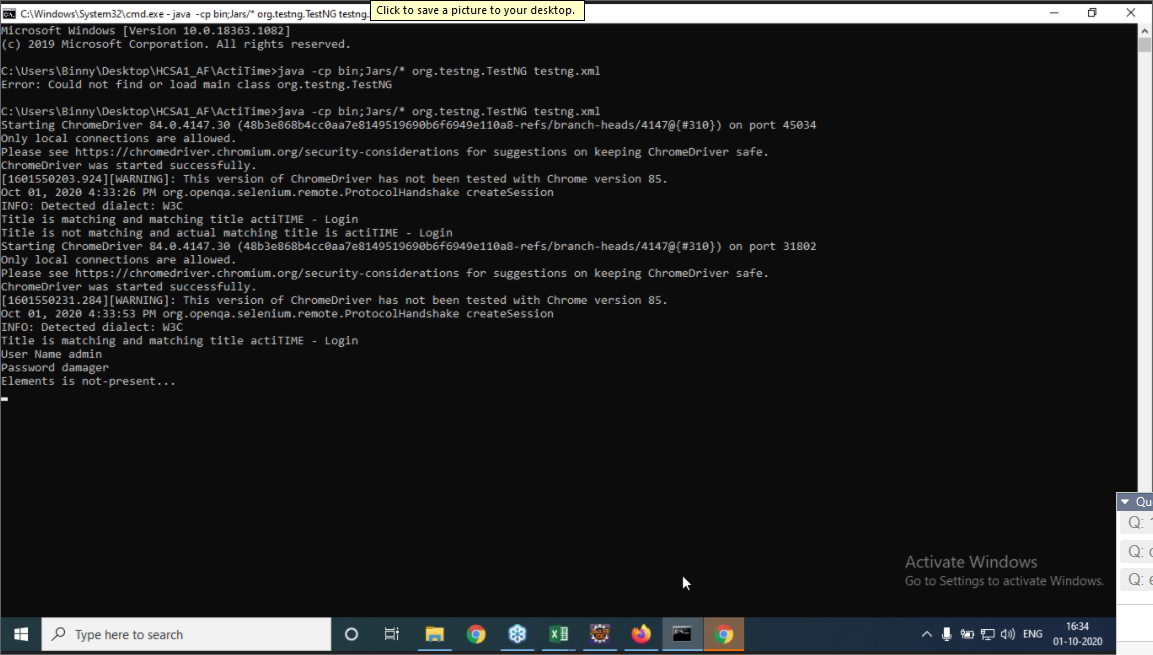 C:\Windows\System32\cmd.exe - java -cp bin;Jars/* org.testng.TestNG testng.
Click to save a picture to your desktop.
Microsoft Windows [Version 10.0.18363.1082]
(c) 2019 Microsoft Corporation. All rights reserved.
C:\Users\Binny\Desktop\HCSA1_AF\ActiTime>java -cp bin;Jars/* org.testng.TestNG testng.xml
Error: Could not find or load main class org.testng.TestNG
C:\Users\Binny\Desktop\HCSA1_AF\ActiTime>java -cp bin;Jars/* org.testng.TestNG testng.xml
Starting ChromeDriver 84.0.4147.30 (48b3e868b4cc0aa7e8149519690b6f6949e110a8-refs/branch-heads/4147@{#310}) on port 45034
Only local connections are allowed.
Please see https://chromedriver.chromium.org/security-considerations for suggestions on keeping ChromeDriver safe.
ChromeDriver was started successfully.
[1601550203.924][WARNING]: This version of ChromeDriver has not been tested with Chrome version 85.
Oct 01, 2020 4:33:26 PM org.openqa.selenium.remote.ProtocolHandshake createSession
INFO: Detected dialect: W3C
Title is matching and matching title actiTIME - Login
Title is not matching and actual matching title is actiTIME - Login
Starting ChromeDriver 84.0.4147.30 (48b3e868b4cc0aa7e8149519690b6f6949e110a8-refs/branch-heads/4147@{#310}) on port 31802
Only local connections are allowed.
Please see https://chromedriver.chromium.org/security-considerations for suggestions on keeping ChromeDriver safe.
ChromeDriver was started successfully.
[1601550231.284][WARNING]: This version of ChromeDriver has not been tested with Chrome version 85.
Oct 01, 2020 4:33:53 PM org.openqa.selenium.remote.ProtocolHandshake createSession
INFO: Detected dialect: W3C
Title is matching and matching title actiTIME - Login
User Name admin
Password damager
Elements is not-present...
Qu
Q: 1
Q: c
Q: e
Activate Windows
Go to Settings to activate Windows.
Type here to search
ENG
16:34
01-10-2020